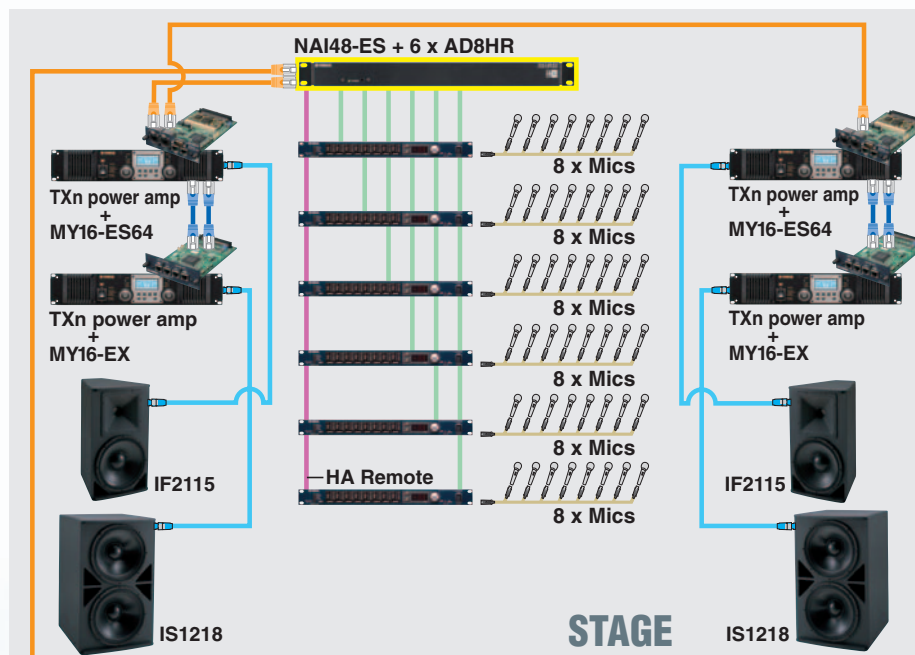 NAI48-ES + 6 x AD8HR
8 x Mics
TXn power amp
+
MY16-ES64
TXn power amp
+
MY16-ES64
8 x Mics
8 x Mics
TXn power amp
+
MY16-EX
TXn power amp
+
MY16-EX
8 x Mics
8 x Mics
HA Remote
IF2115
IF2115
8 x Mics
IS1218
STAGE
IS1218